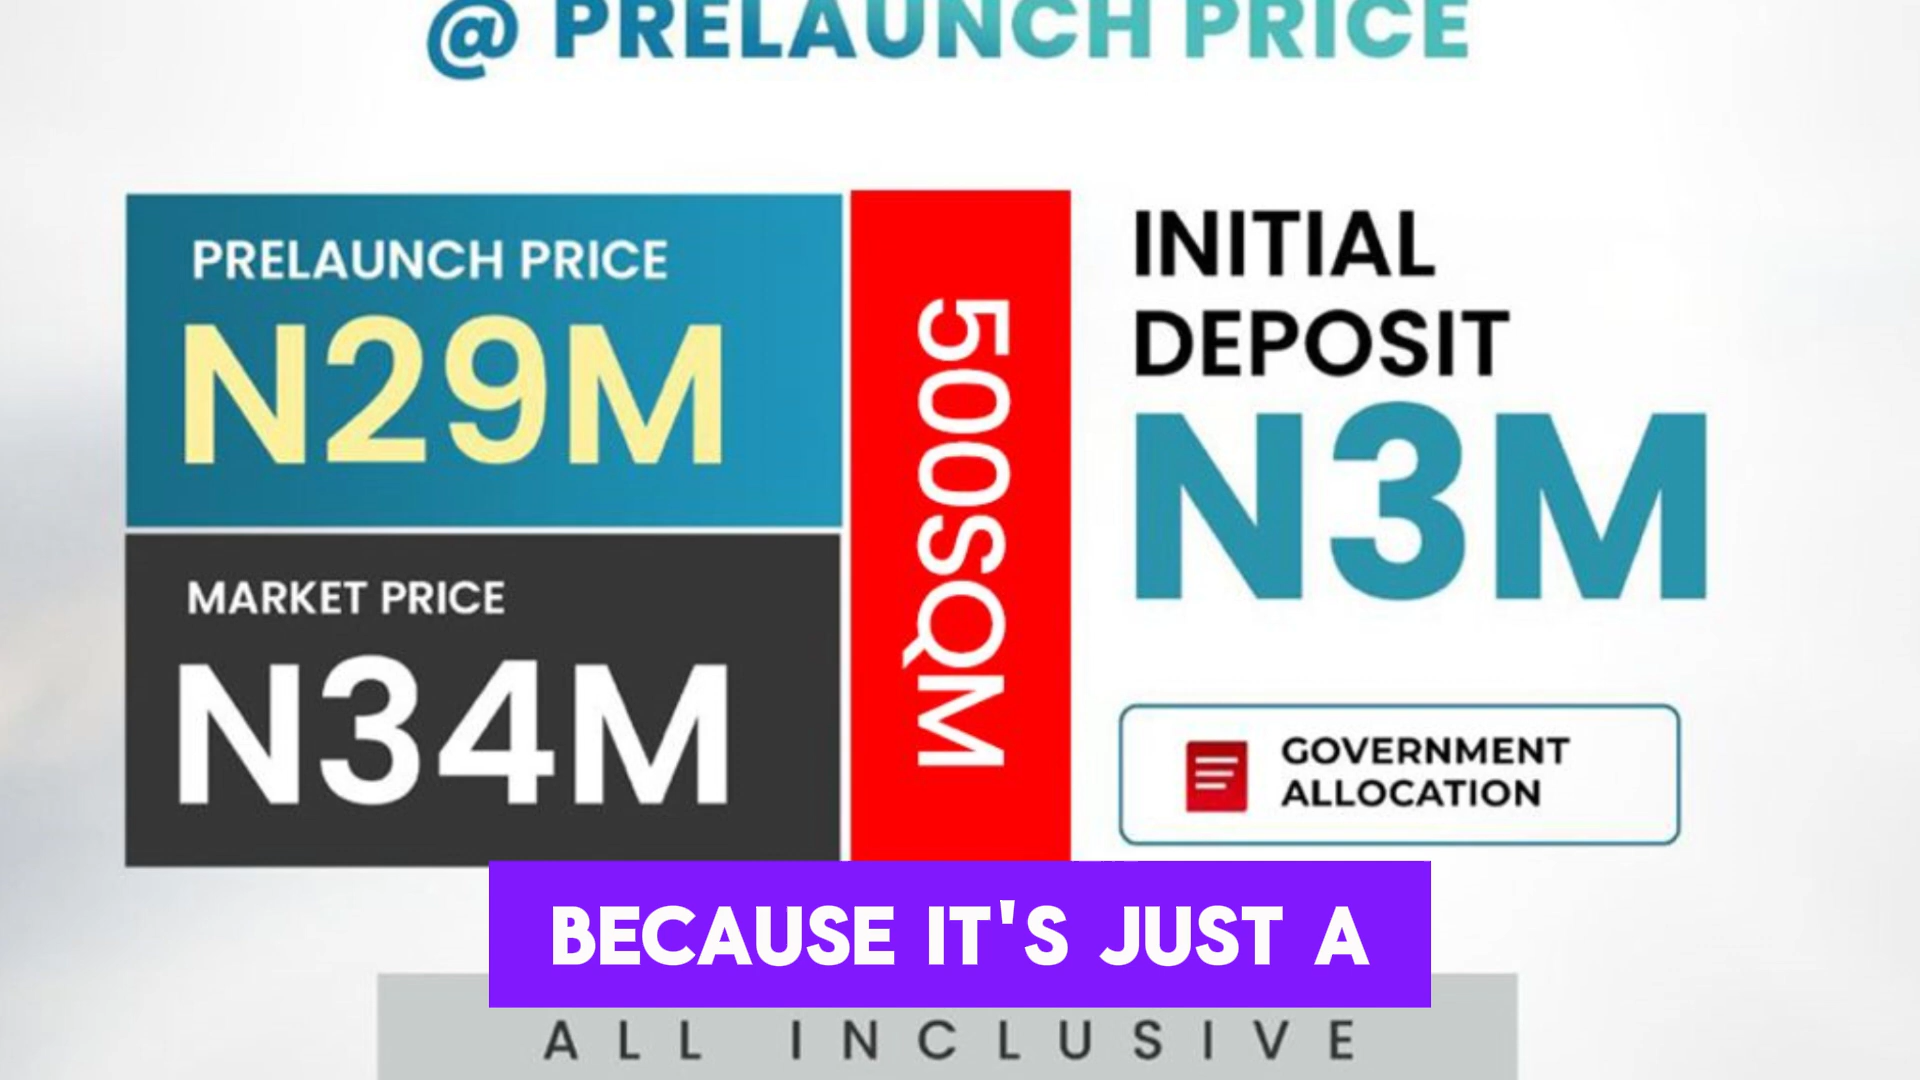 @ PRELAUNCH PRICE
PRELAUNCH PRICE
N29M
MARKET PRICE
N34M
500SQM
INITIAL
DEPOSIT
N3M
GOVERNMENT
ALLOCATION
BECAUSE IT'S JUST A
ALL INCLUSIVE